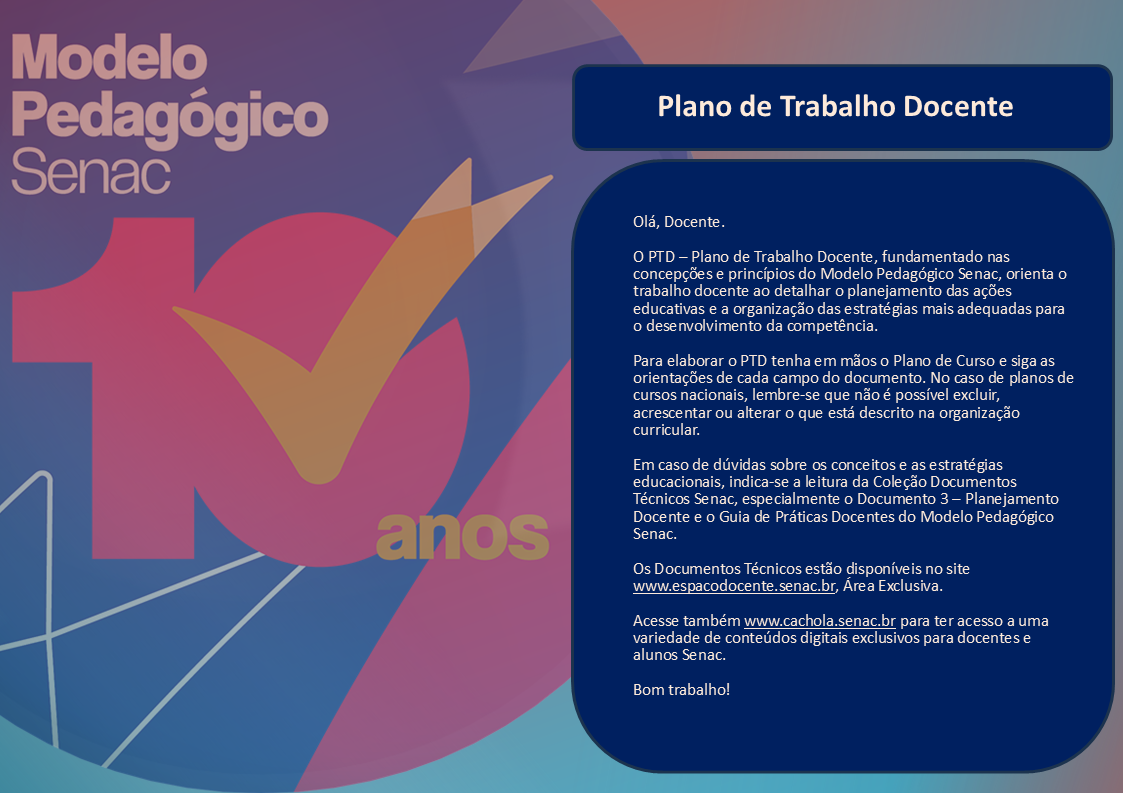 Modelo
Pedagógico
Senac
10
anos
Plano de Trabalho Docente
Olá, Docente.
O PTD – Plano de Trabalho Docente, fundamentado nas
concepções e princípios do Modelo Pedagógico Senac, orienta o
trabalho docente ao detalhar o planejamento das ações
educativas e a organização das estratégias mais adequadas para
o desenvolvimento da competência.
Para elaborar o PTD tenha em mãos o Plano de Curso e siga as
orientações de cada campo do documento. No caso de planos de
cursos nacionais, lembre-se que não é possível excluir,
acrescentar ou alterar o que está descrito na organização
curricular.
Em caso de dúvidas sobre os conceitos e as estratégias
educacionais, indica-se a leitura da Coleção Documentos
Técnicos Senac, especialmente o Documento 3 – Planejamento
Docente e o Guia de Práticas Docentes do Modelo Pedagógico
Senac.
Os Documentos Técnicos estão disponíveis no site
www.espacodocente.senac.br, Área Exclusiva.
Acesse também www.cachola.senac.br para ter acesso a uma
variedade de conteúdos digitais exclusivos para docentes e
alunos Senac.
Bom trabalho!